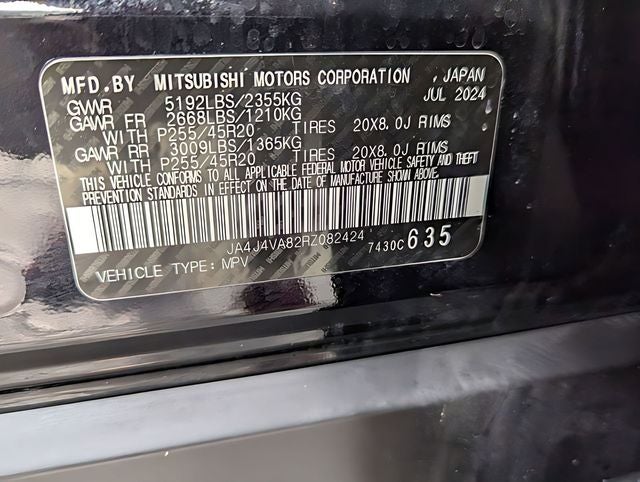 MFD.BY MITSUBISHI MOTORS CORPORATION , JAPAN
GVWR 5192LBS/2355KG JUL 2024
GAWR FR 2668LBS/1210KG
WITH P255/45R20 TIRES 20X8.0J RIMS
GAWR RR 3009LBS/1365KG
WITH P255/45R20 TIRES 20X8.0J RIMS
THIS VEHICLE CONFORMS TO ALL APPLICABLE FEDERAL MOTOR VEHICLE SAFETY AND THEFT
PREVENTION STANDARDS IN EFFECT ON THE DATE OF MANUFACTURE SHOWN ABOVE.
JA4J4VA82RZ082424
7430C 635
VEHICLE TYPE: MPV